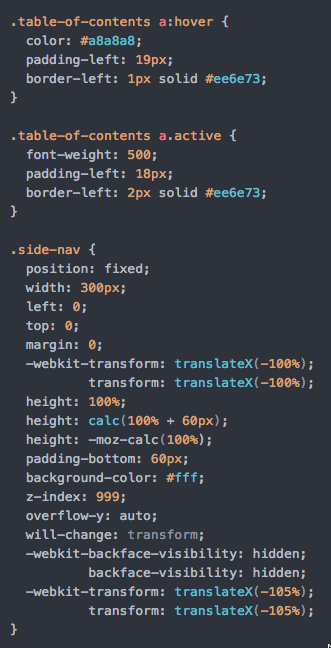 .table-of-contents a:hover {
  color: #a8a8a8;
  padding-left: 19px;
  border-left: 1px solid #ee6e73;
}

.table-of-contents a.active {
  font-weight: 500;
  padding-left: 18px;
  border-left: 2px solid #ee6e73;
}

.side-nav {
  position: fixed;
  width: 300px;
  left: 0;
  top: 0;
  margin: 0;
  -webkit-transform: translateX(-100%);
          transform: translateX(-100%);
  height: 100%;
  height: calc(100% + 60px);
  height: -moz-calc(100%);
  padding-bottom: 60px;
  background-color: #fff;
  z-index: 999;
  overflow-y: auto;
  will-change: transform;
  -webkit-backface-visibility: hidden;
          backface-visibility: hidden;
  -webkit-transform: translateX(-105%);
          transform: translateX(-105%);
}